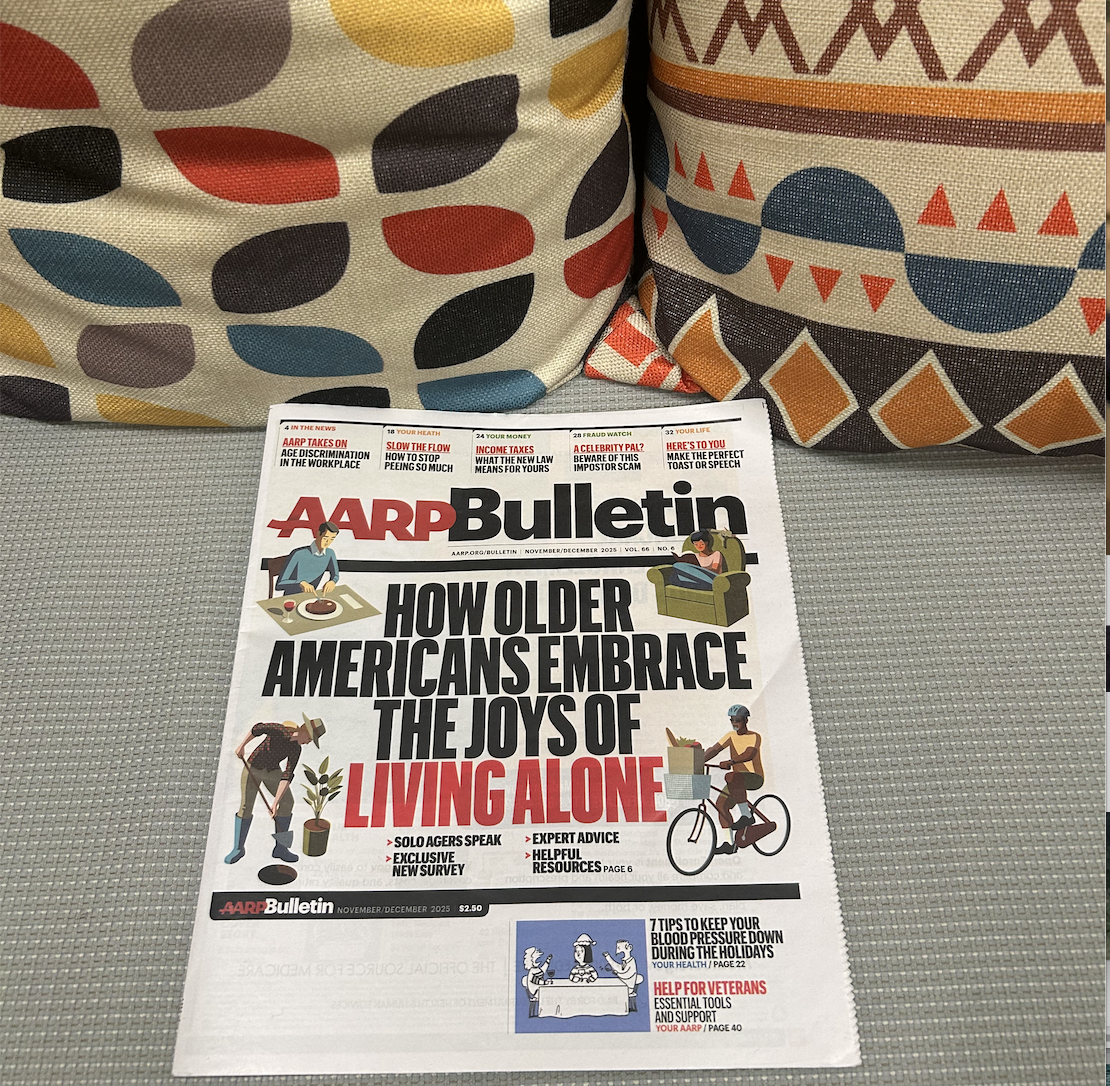 4 IN THE NEWS
AARP TAKES ON
AGE DISCRIMINATION
IN THE WORKPLACE
18 YOUR HEATH
SLOW THE FLOW
HOW TO STOP
PEEING SO MUCH
24 YOUR MONEY
INCOME TAXES
WHAT THE NEW LAW
MEANS FOR YOURS
28 FRAUD WATCH
A CELEBRITY PAL?
BEWARE OF THIS
IMPOSTOR SCAM
32 YOUR LIFE
HERE'S TO YOU
MAKE THE PERFECT
TOAST OR SPEECH
AARP Bulletin
AARP.ORG/BULLETIN | NOVEMBER/DECEMBER 2025 | VOL. 66 | NO. 6
HOW OLDER
AMERICANS EMBRACE
THE JOYS OF
LIVING ALONE
>SOLO AGERS SPEAK
>EXCLUSIVE
NEW SURVEY
>EXPERT ADVICE
>HELPFUL
RESOURCES PAGE 6
AARP Bulletin NOVEMBER/DECEMBER 2025 $2.50
7 TIPS TO KEEP YOUR
BLOOD PRESSURE DOWN
DURING THE HOLIDAYS
YOUR HEALTH / PAGE 22
HELP FOR VETERANS
ESSENTIAL TOOLS
AND SUPPORT
YOUR AARP / PAGE 40
THE OFFICIAL SOURCE FOR MEDICARE